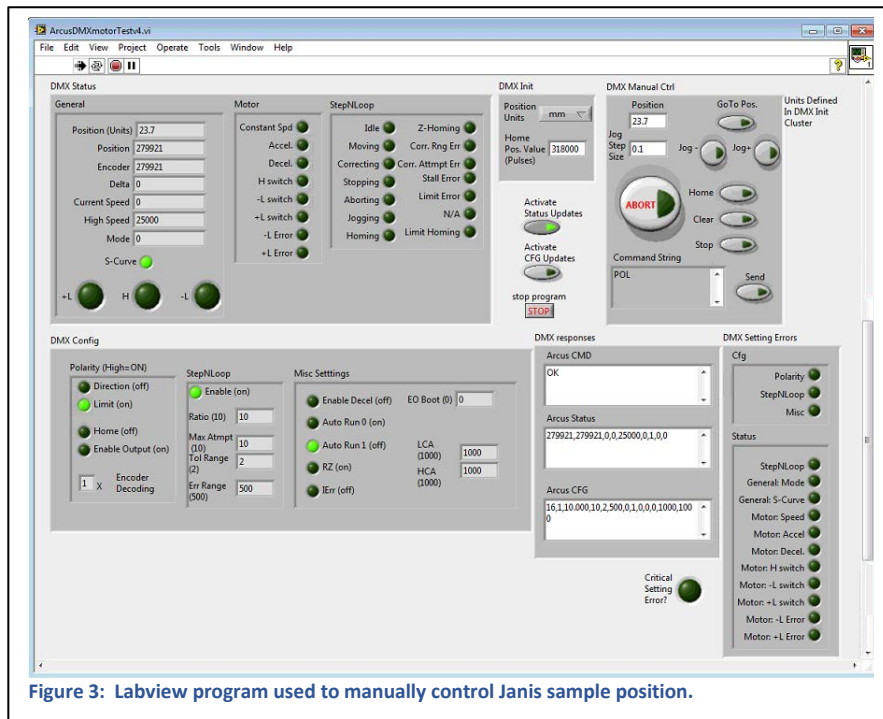 ArcusDMXmotorTestv4.vi
File Edit View Project Operate Tools Window Help
DMX Status
General
Position (Units) 23.7
Position 279921
Encoder 279921
Delta 0
Current Speed 0
High Speed 25000
Mode 0
S-Curve
+L H -L
Motor
Constant Spd
Accel.
Decel.
H switch
-L switch
+L switch
-L Error
+L Error
StepNLoop
Idle Z-Homing
Moving Corr. Rng Err
Correcting Corr. Attmpt Err
Stopping Stall Error
Aborting Limit Error
Jogging N/A
Homing Limit Homing
DMX Init
Position
Units mm
Home
Pos. Value 318000
(Pulses)
Activate
Status Updates
Activate
CFG Updates
stop program
STOP
DMX Manual Ctrl
Position GoTo Pos.
23.7
Jog
Step 0.1 Jog - Jog+
Size
ABORT
Home
Clear
Stop
Command String
POL
Send
Units Defined
In DMX Init
Cluster
DMX Config
Polarity (High=ON)
Direction (off)
Limit (on)
Home (off)
Enable Output (on)
1 X Encoder
Decoding
StepNLoop
Enable (on)
Ratio (10) 10
Max Atmpt
(10) 10
Tol Range
(2) 2
Err Range
(500) 500
Misc Setttings
Enable Decel (off) EO Boot (0) 0
Auto Run 0 (on)
Auto Run 1 (off) LCA
(1000) 1000
RZ (on) HCA
(1000) 1000
IErr (off)
DMX responses
Arcus CMD
OK
Arcus Status
279921,279921,0,0,25000,0,1,0,0
Arcus CFG
16,1,10.000,10,2,500,0,1,0,0,0,1000,100
0
Critical
Setting
Error?
DMX Setting Errors
Cfg
Polarity
StepNLoop
Misc
Status
StepNLoop
General: Mode
General: S-Curve
Motor: Speed
Motor: Accel
Motor: Decel.
Motor: H switch
Motor: -L switch
Motor: +L switch
Motor: -L Error
Motor: +L Error
Figure 3: Labview program used to manually control Janis sample position.